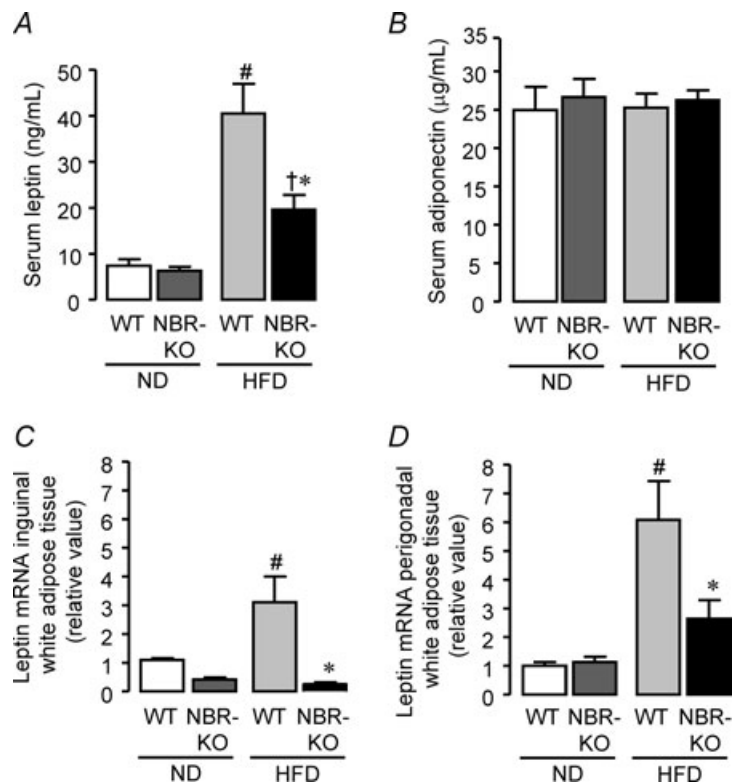 A
Serum leptin (ng/mL)
50
40
30
20
10
0
#
†*
WT NBR- WT NBR-
KO KO
ND HFD
B
Serum adiponectin (μg/mL)
35
30
25
20
15
10
5
0
WT NBR- WT NBR-
KO KO
ND HFD
C
Leptin mRNA inguinal
white adipose tissue
(relative value)
8
7
6
5
4
3
2
1
0
#
*
WT NBR- WT NBR-
KO KO
ND HFD
D
Leptin mRNA perigonadal
white adipose tissue
(relative value)
8
7
6
5
4
3
2
1
0
#
*
WT NBR- WT NBR-
KO KO
ND HFD